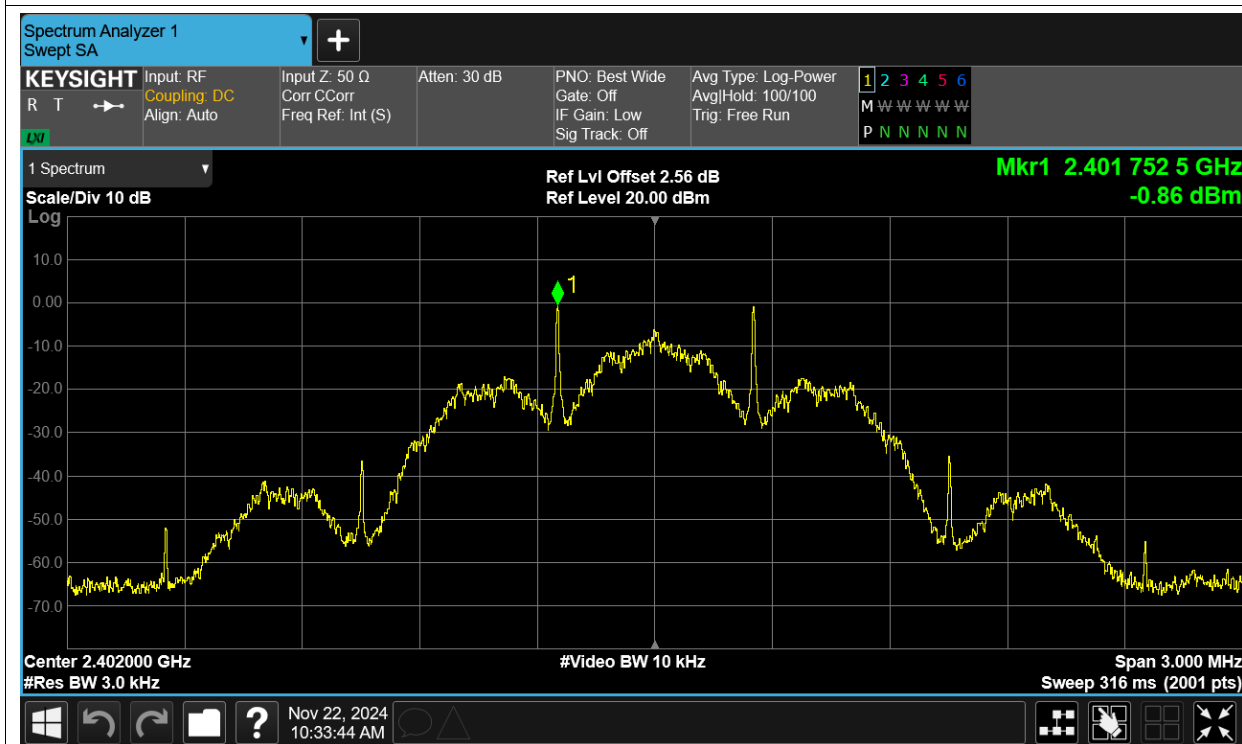 Spectrum Analyzer 1
Swept SA
+
KEYSIGHT
R T
LXI
Input: RF
Coupling: DC
Align: Auto
Input Z: 50 Ω
Corr CCorr
Freq Ref: Int (S)
Atten: 30 dB
PNO: Best Wide
Gate: Off
IF Gain: Low
Sig Track: Off
Avg Type: Log-Power
Avg|Hold: 100/100
Trig: Free Run
1 2 3 4 5 6
M W W W W W
P N N N N N
1 Spectrum
Scale/Div 10 dB
Ref Lvl Offset 2.56 dB
Ref Level 20.00 dBm
Mkr1 2.401 752 5 GHz
-0.86 dBm
Log
10.0
0.00
-10.0
-20.0
-30.0
-40.0
-50.0
-60.0
-70.0
1
Center 2.402000 GHz
#Res BW 3.0 kHz
#Video BW 10 kHz
Span 3.000 MHz
Sweep 316 ms (2001 pts)
?
Nov 22, 2024
10:33:44 AM